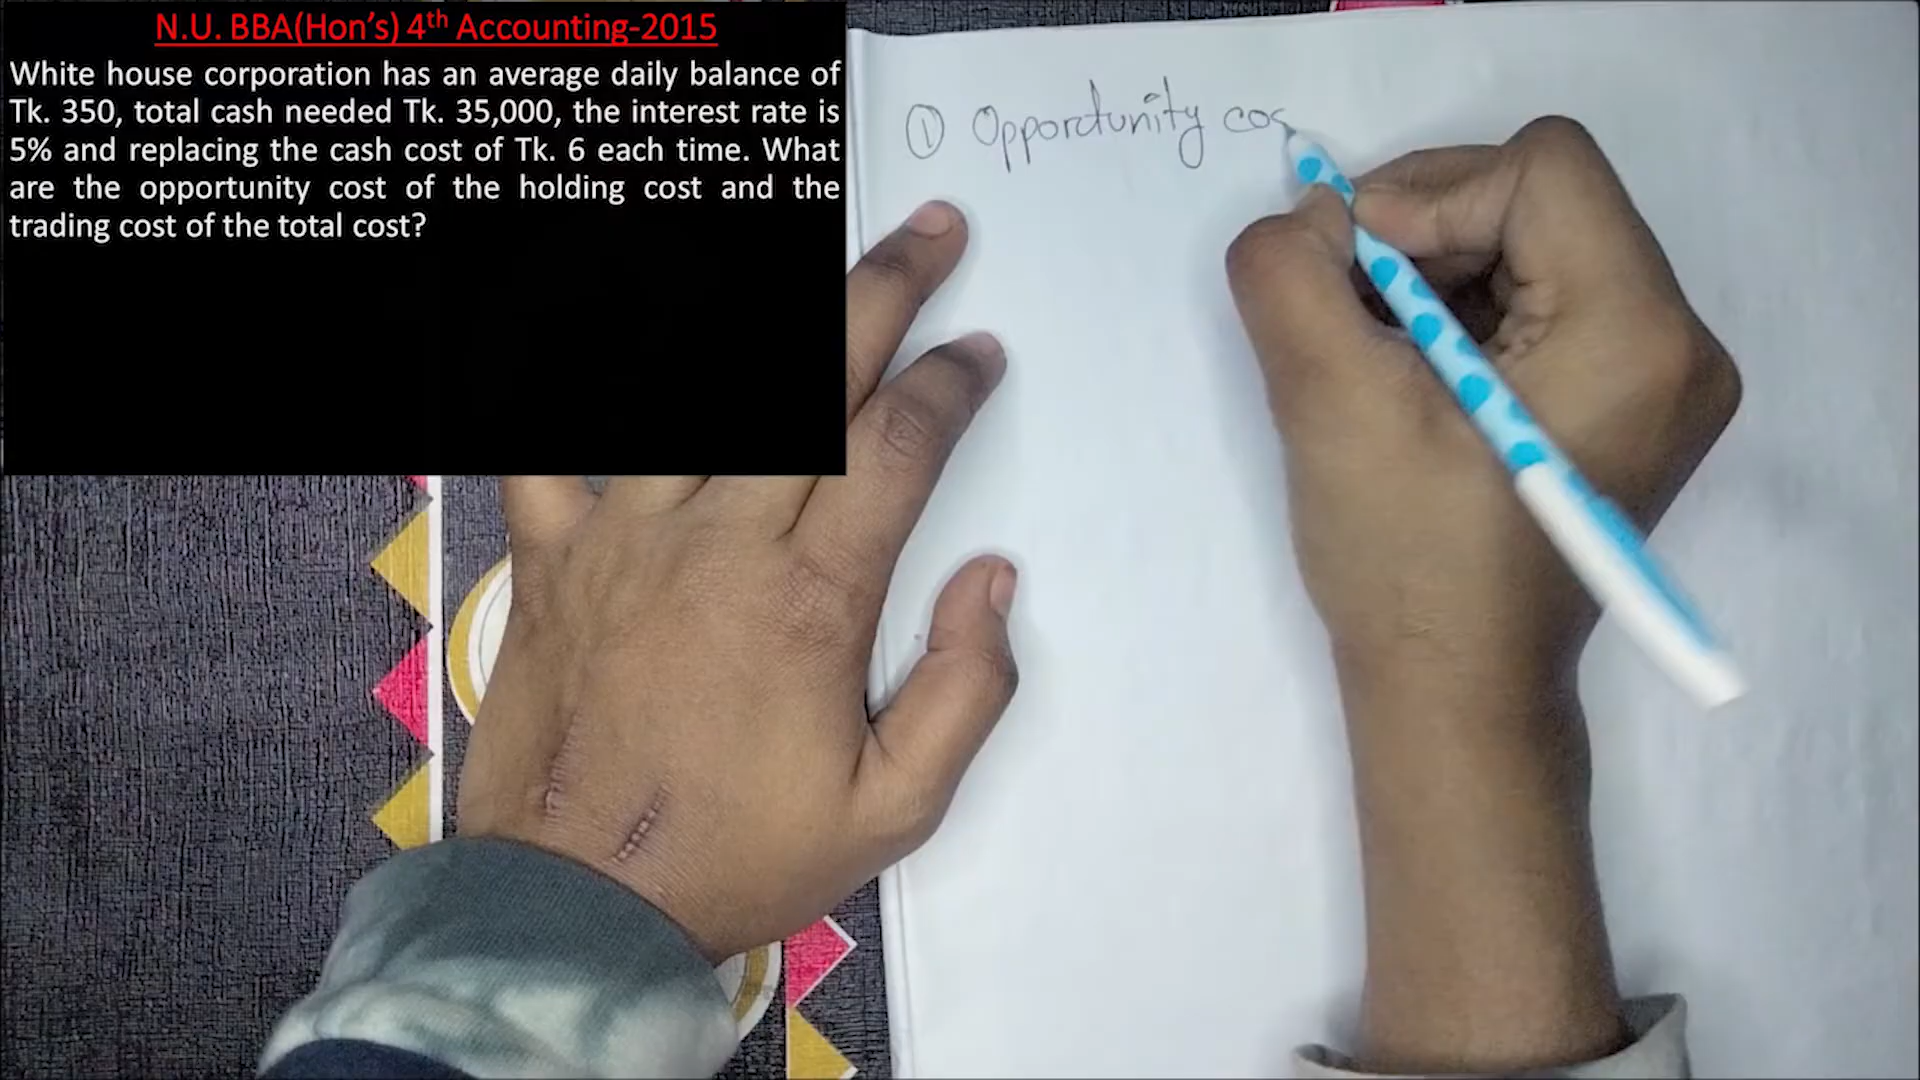 N.U. BBA(Hon’s) 4th Accounting-2015
White house corporation has an average daily balance of
Tk. 350, total cash needed Tk. 35,000, the interest rate is
5% and replacing the cash cost of Tk. 6 each time. What
are the opportunity cost of the holding cost and the
trading cost of the total cost?
① Opportunity cos